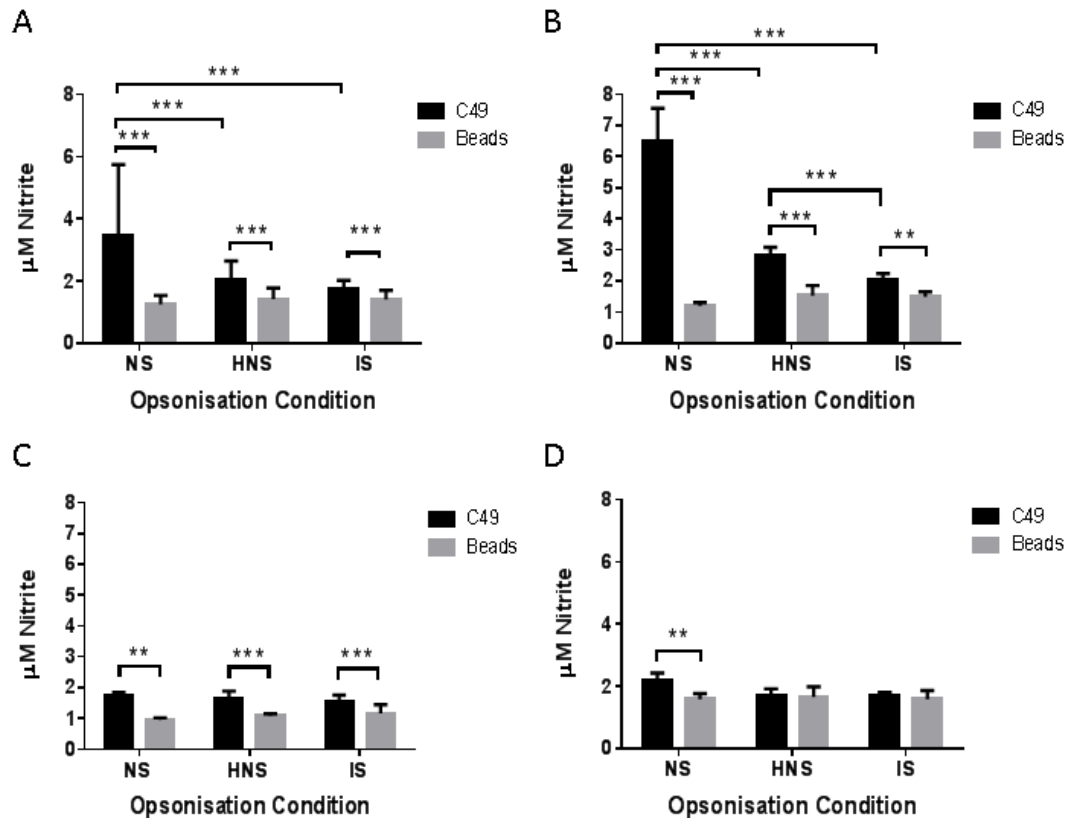 A
***
***
***
***
***
8
6
4
2
0
µM Nitrite
NS HNS IS
Opsonisation Condition
C49
Beads
B
***
***
***
***
***
**
8
7
6
5
4
3
2
1
0
µM Nitrite
NS HNS IS
Opsonisation Condition
C49
Beads
C
**
***
***
8
7
6
5
4
3
2
1
0
µM Nitrite
NS HNS IS
Opsonisation Condition
C49
Beads
D
**
8
6
4
2
0
µM Nitrite
NS HNS IS
Opsonisation Condition
C49
Beads